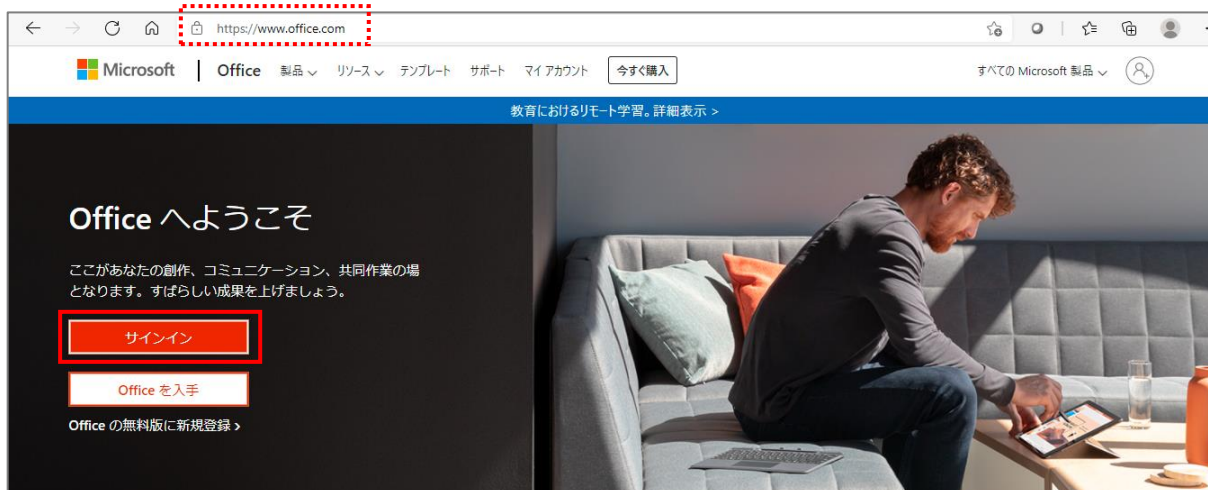 https://www.office.com
Microsoft | Office 製品 リソース テンプレート サポート マイ アカウント 今すぐ購入 すべての Microsoft 製品
教育におけるリモート学習。詳細表示 >
Office へようこそ
ここがあなたの創作、コミュニケーション、共同作業の場
となります。すばらしい成果を上げましょう。
サインイン
Office を入手
Office の無料版に新規登録 >